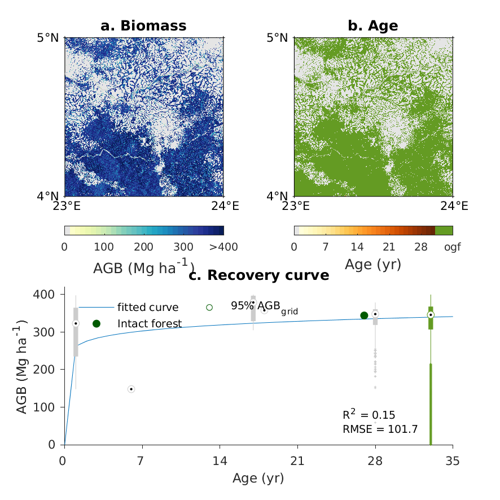 a. Biomass
b. Age
5°N
4°N
23°E
24°E
5°N
4°N
23°E
24°E
0 100 200 300 >400
AGB (Mg ha-1)
0 7 14 21 28 ogf
Age (yr)
c. Recovery curve
400
300
200
100
0
AGB (Mg ha-1)
fitted curve
95% AGBgrid
Intact forest
R2 = 0.15
RMSE = 101.7
0 7 14 21 28 35
Age (yr)